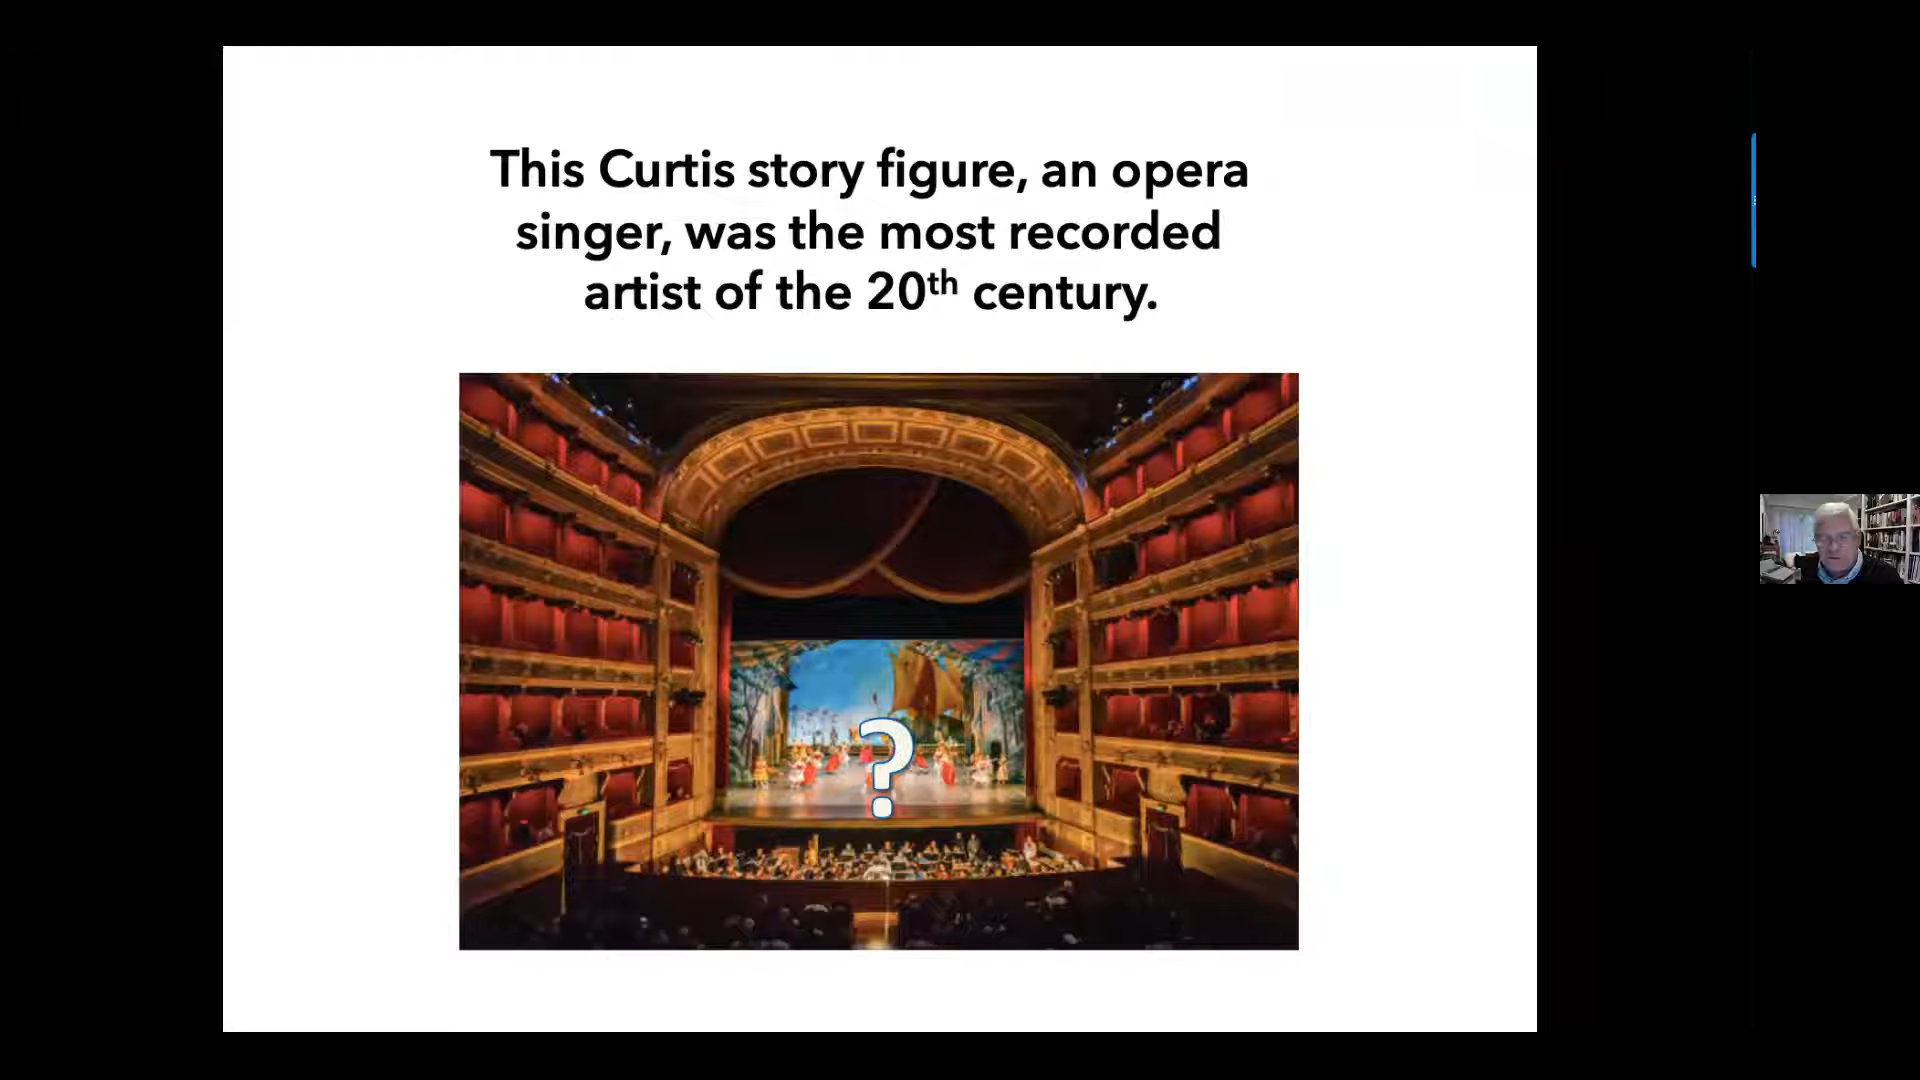 This Curtis story figure, an opera
singer, was the most recorded
artist of the 20th century.
?